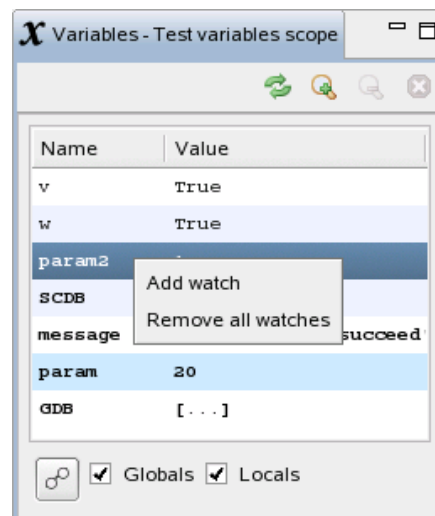 x Variables - Test variables scope
Name Value
v True
w True
param2
SCDB
message succeed'
param 20
GDB [...]
Add watch
Remove all watches
Globals Locals